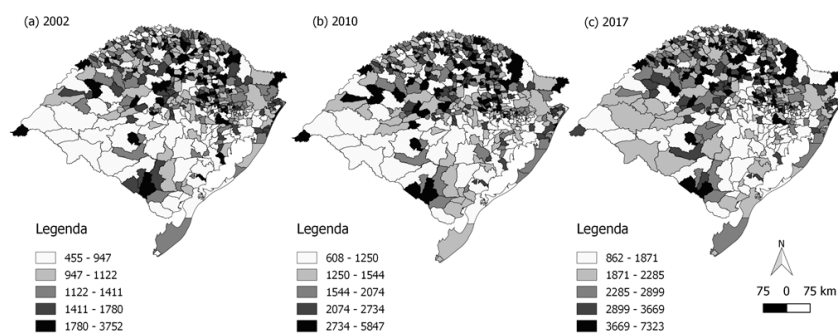 (a) 2002
(b) 2010
(c) 2017
Legenda
455 - 947
947 - 1122
1122 - 1411
1411 - 1780
1780 - 3752
Legenda
608 - 1250
1250 - 1544
1544 - 2074
2074 - 2734
2734 - 5847
Legenda
862 - 1871
1871 - 2285
2285 - 2899
2899 - 3669
3669 - 7323
N
75 0 75 km